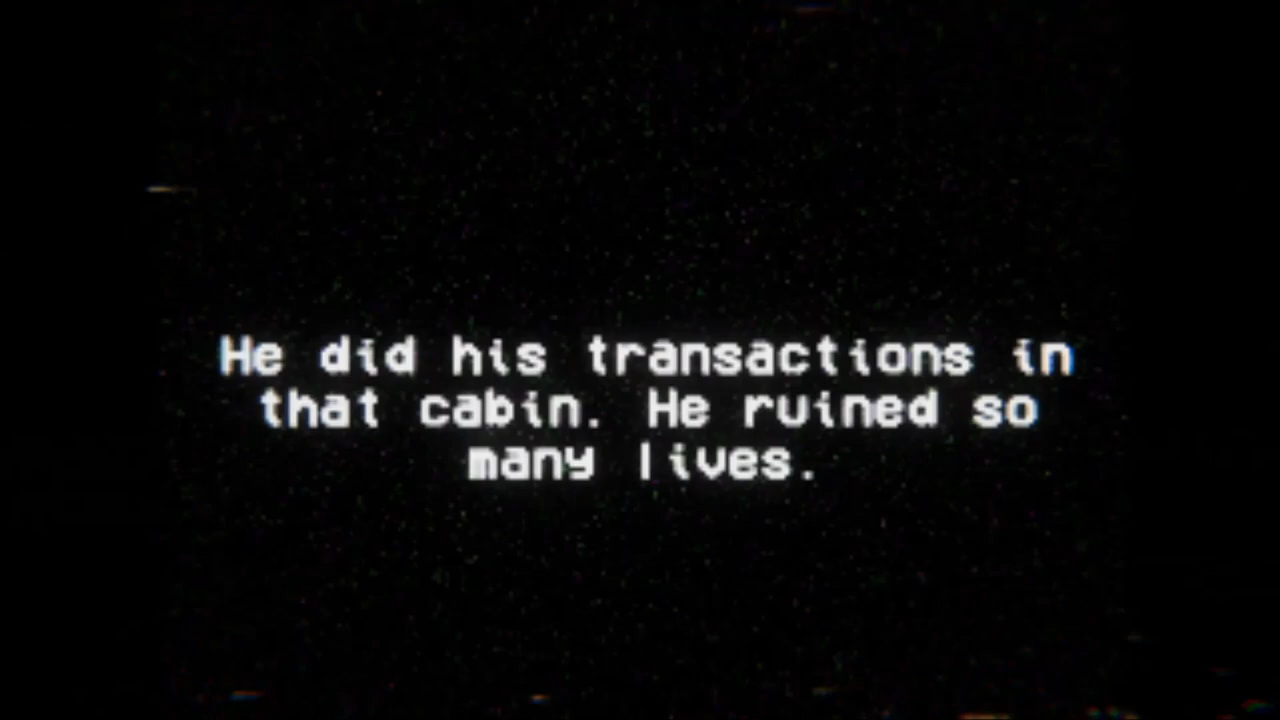 He did his transactions in
that cabin. He ruined so
many lives.